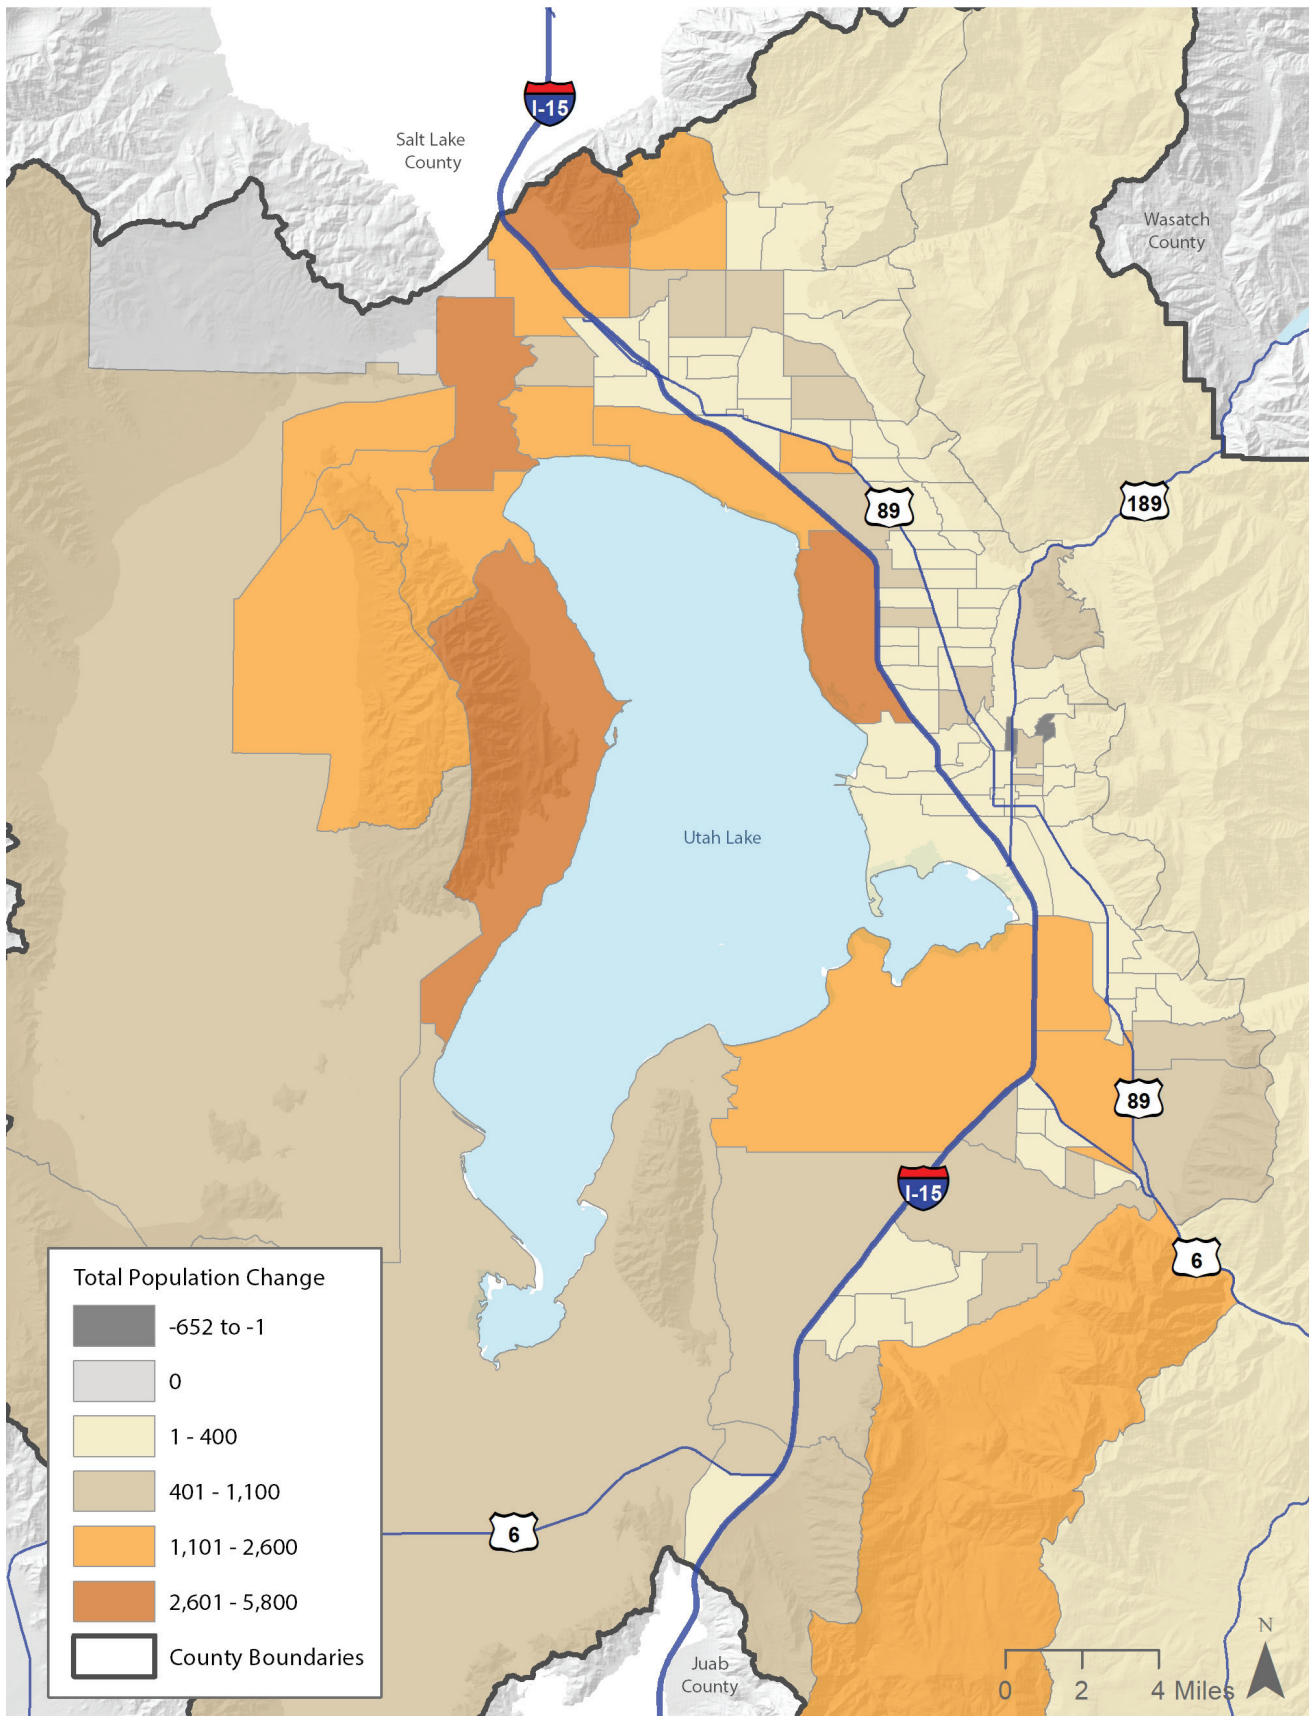 I-15
Salt Lake
County
Wasatch
County
89
189
Utah Lake
89
I-15
6
Total Population Change
-652 to -1
0
1 - 400
401 - 1,100
1,101 - 2,600
2,601 - 5,800
County Boundaries
6
Juab
County
N
0 2 4 Miles